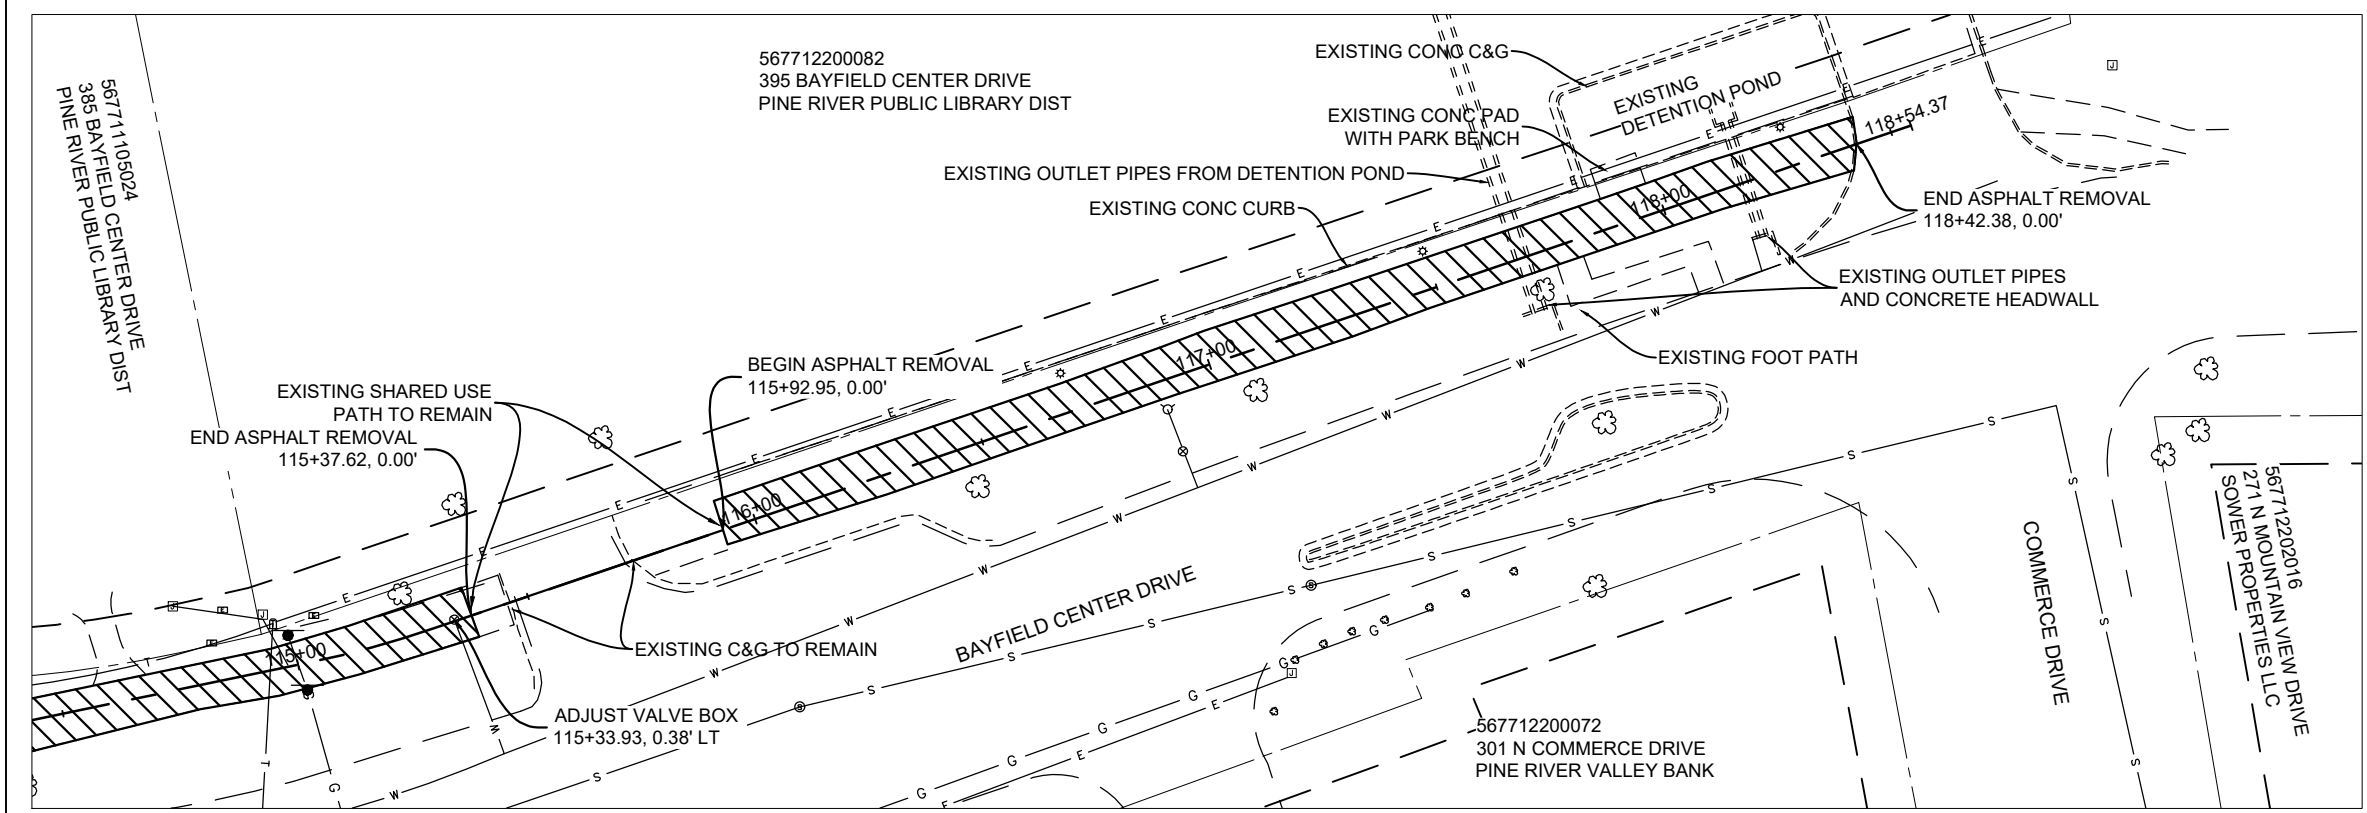 567711105024
385 BAYFIELD CENTER DRIVE
PINE RIVER PUBLIC LIBRARY DIST
567712200082
395 BAYFIELD CENTER DRIVE
PINE RIVER PUBLIC LIBRARY DIST
EXISTING CONC C&G
EXISTING
DETENTION POND
EXISTING CONC PAD
WITH PARK BENCH
118+54.37
EXISTING OUTLET PIPES FROM DETENTION POND
EXISTING CONC CURB
118+00
END ASPHALT REMOVAL
118+42.38, 0.00'
EXISTING OUTLET PIPES
AND CONCRETE HEADWALL
EXISTING FOOT PATH
117+00
BEGIN ASPHALT REMOVAL
115+92.95, 0.00'
EXISTING SHARED USE
PATH TO REMAIN
END ASPHALT REMOVAL
115+37.62, 0.00'
116+00
115+00
EXISTING C&G TO REMAIN
ADJUST VALVE BOX
115+33.93, 0.38' LT
BAYFIELD CENTER DRIVE
COMMERCE DRIVE
567712202016
271 N MOUNTAIN VIEW DRIVE
SOWER PROPERTIES LLC
567712200072
301 N COMMERCE DRIVE
PINE RIVER VALLEY BANK